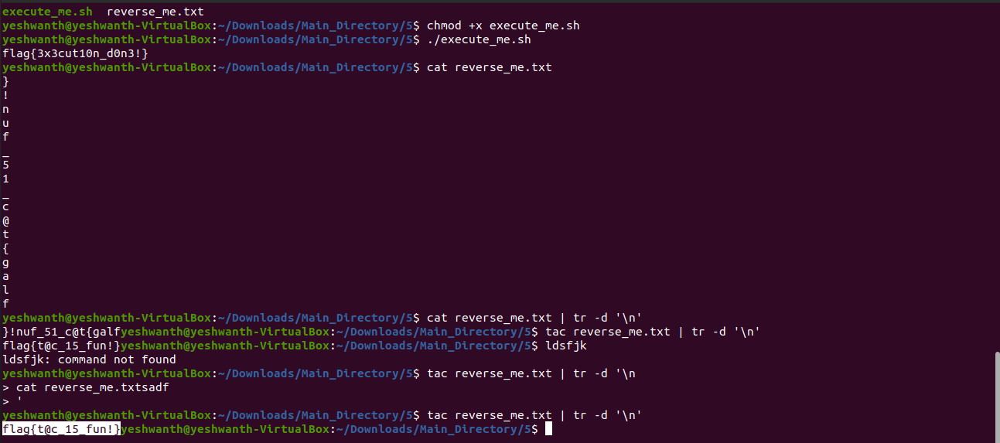 execute_me.sh  reverse_me.txt
yeshwanth@yeshwanth-VirtualBox:~/Downloads/Main_Directory/5$ chmod +x execute_me.sh
yeshwanth@yeshwanth-VirtualBox:~/Downloads/Main_Directory/5$ ./execute_me.sh
flag{3x3cut10n_d0n3!}
yeshwanth@yeshwanth-VirtualBox:~/Downloads/Main_Directory/5$ cat reverse_me.txt
}
!
n
u
f
_
5
1
_
c
@
t
{
g
a
l
f
yeshwanth@yeshwanth-VirtualBox:~/Downloads/Main_Directory/5$ cat reverse_me.txt | tr -d '\n'
}!nuf_51_c@t{galfyeshwanth@yeshwanth-VirtualBox:~/Downloads/Main_Directory/5$ tac reverse_me.txt | tr -d '\n'
flag{t@c_15_fun!}yeshwanth@yeshwanth-VirtualBox:~/Downloads/Main_Directory/5$ ldsfjk
ldsfjk: command not found
yeshwanth@yeshwanth-VirtualBox:~/Downloads/Main_Directory/5$ tac reverse_me.txt | tr -d '\n
> cat reverse_me.txtsadf
> '
yeshwanth@yeshwanth-VirtualBox:~/Downloads/Main_Directory/5$ tac reverse_me.txt | tr -d '\n'
flag{t@c_15_fun!}yeshwanth@yeshwanth-VirtualBox:~/Downloads/Main_Directory/5$